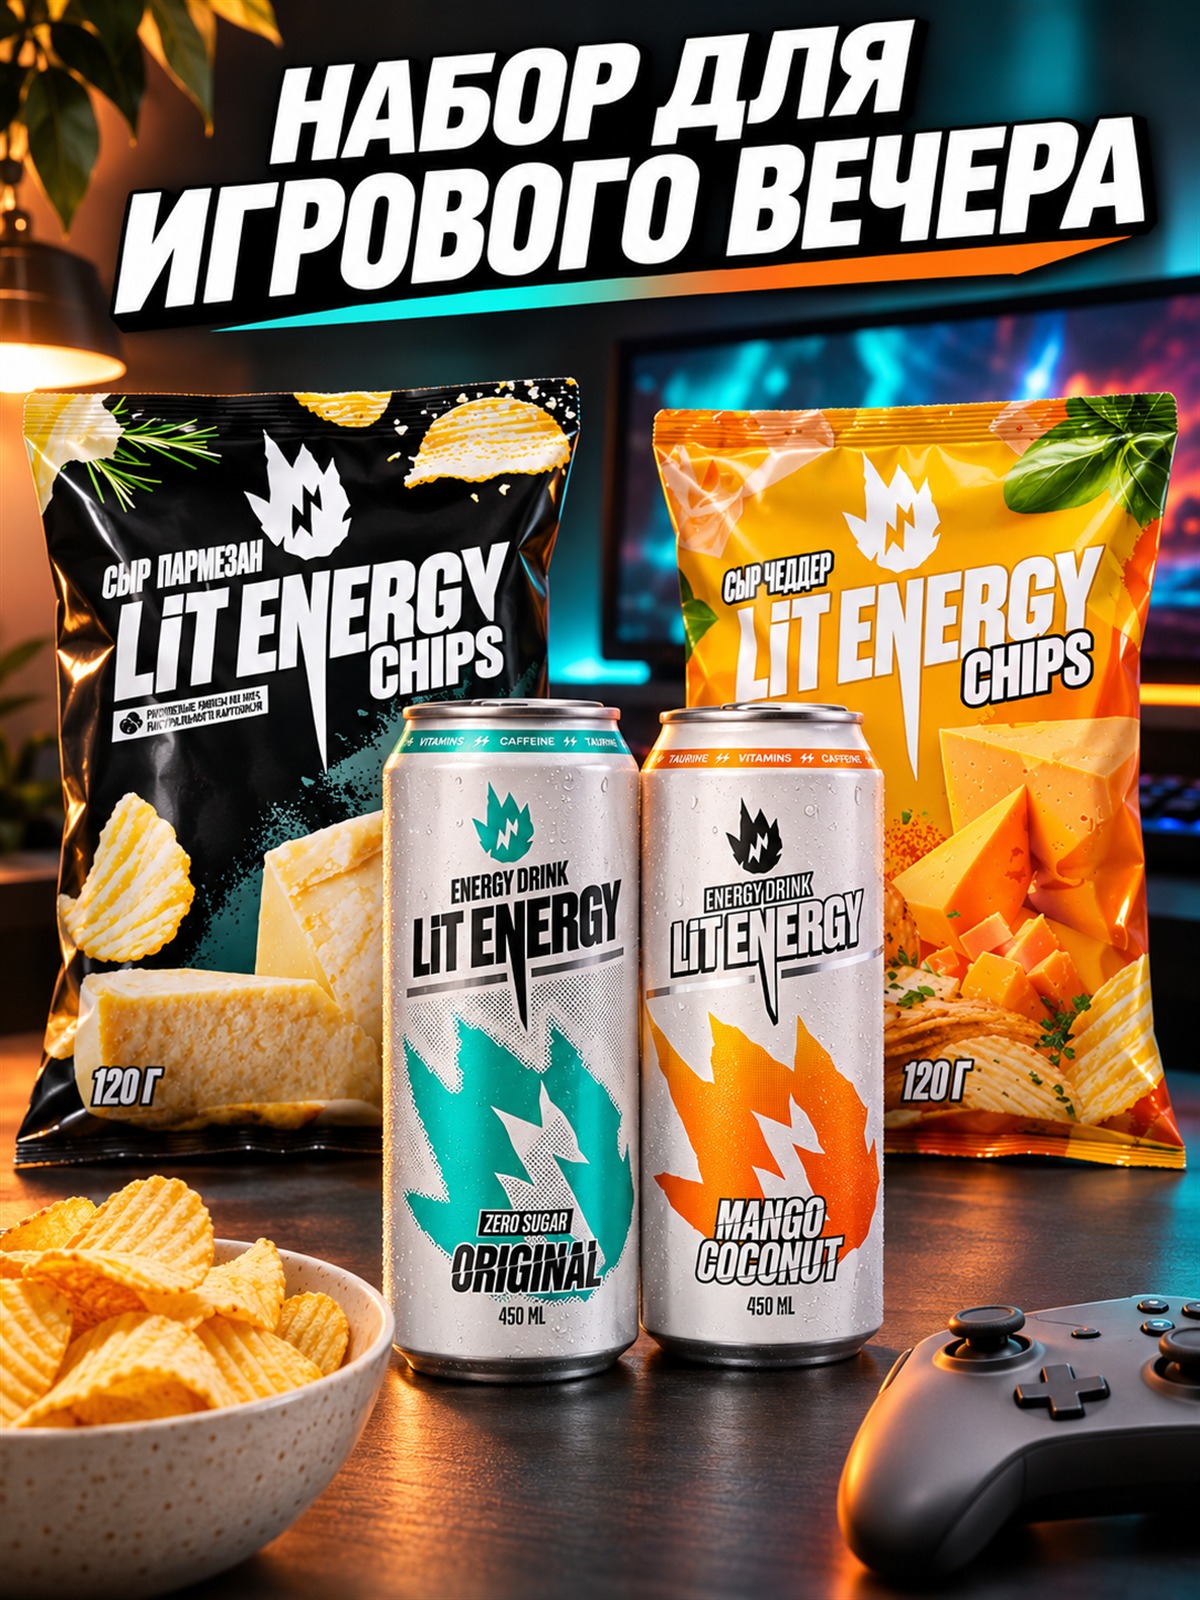 НАБОР ДЛЯ
ИГРОВОГО ВЕЧЕРА
СЫР ПАРМЕЗАН
LIT ENERGY
CHIPS
120 Г
СЫР ЧЕДДЕР
LIT ENERGY
CHIPS
120 Г
VITAMINS CAFFEINE TAURINE
ENERGY DRINK
LIT ENERGY
ZERO SUGAR
ORIGINAL
450 ML
TAURINE VITAMINS CAFFEINE
ENERGY DRINK
LIT ENERGY
MANGO
COCONUT
450 ML